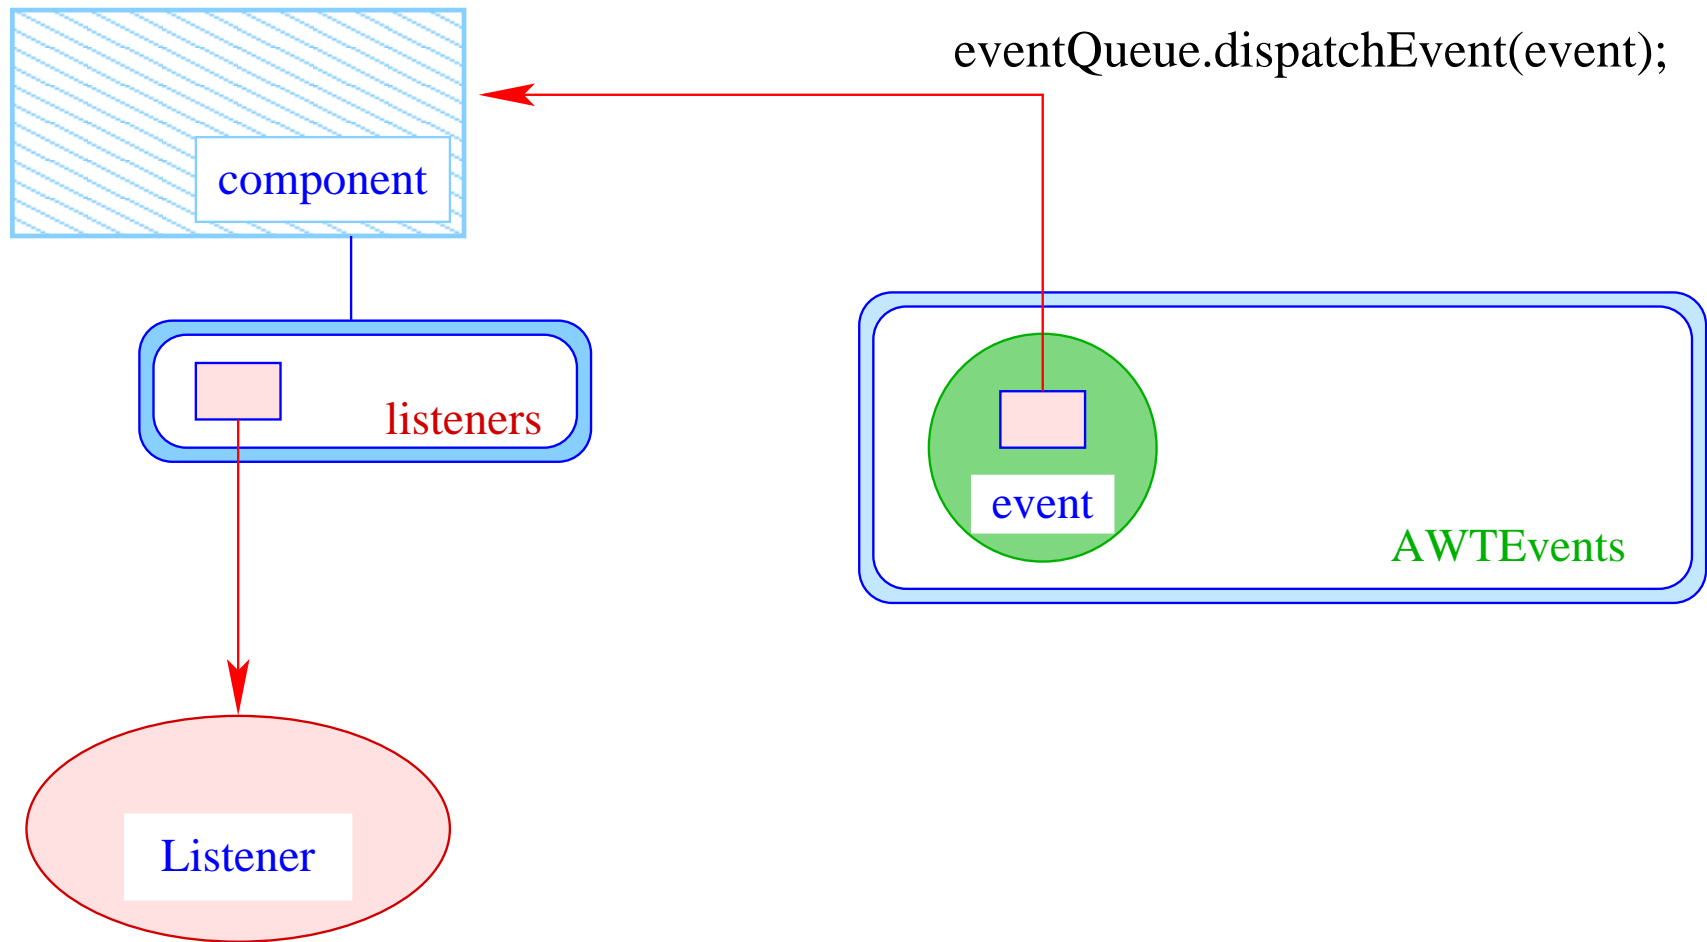 eventQueue.dispatchEvent(event);
component
listeners
event
AWTEvents
Listener